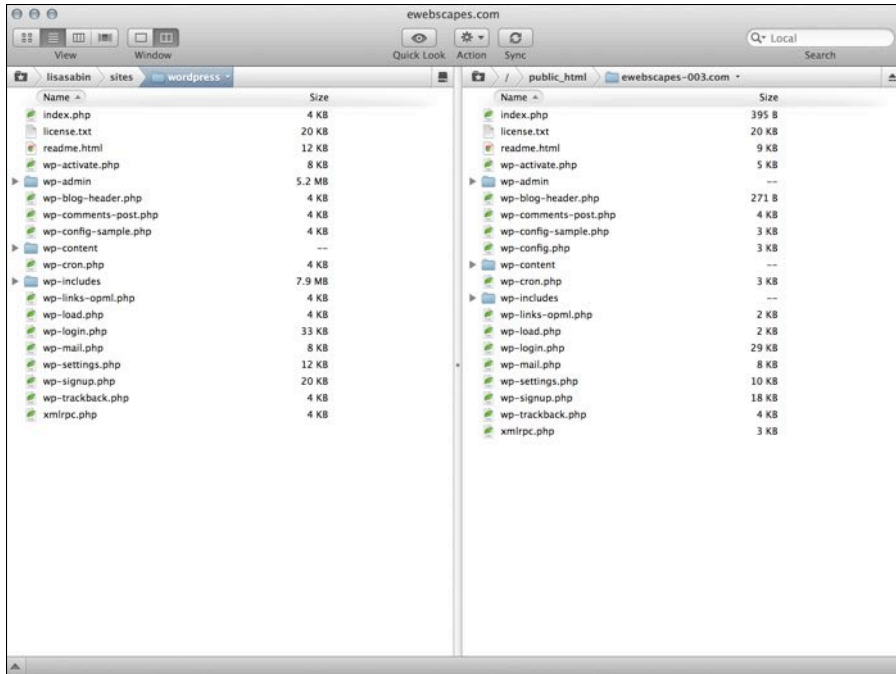 ewebscapes.com
View Window Quick Look Action Sync Search
Local
lisasabin sites wordpress
Name Size
index.php 4 KB
license.txt 20 KB
readme.html 12 KB
wp-activate.php 8 KB
wp-admin 5.2 MB
wp-blog-header.php 4 KB
wp-comments-post.php 4 KB
wp-config-sample.php 4 KB
wp-content --
wp-cron.php 4 KB
wp-includes 7.9 MB
wp-links-opml.php 4 KB
wp-load.php 4 KB
wp-login.php 33 KB
wp-mail.php 8 KB
wp-settings.php 12 KB
wp-signup.php 20 KB
wp-trackback.php 4 KB
xmlrpc.php 4 KB
/ public_html ewebscapes-003.com
Name Size
index.php 395 B
license.txt 20 KB
readme.html 9 KB
wp-activate.php 5 KB
wp-admin --
wp-blog-header.php 271 B
wp-comments-post.php 4 KB
wp-config-sample.php 3 KB
wp-config.php 3 KB
wp-content --
wp-cron.php 3 KB
wp-includes --
wp-links-opml.php 2 KB
wp-load.php 2 KB
wp-login.php 29 KB
wp-mail.php 8 KB
wp-settings.php 10 KB
wp-signup.php 18 KB
wp-trackback.php 4 KB
xmlrpc.php 3 KB